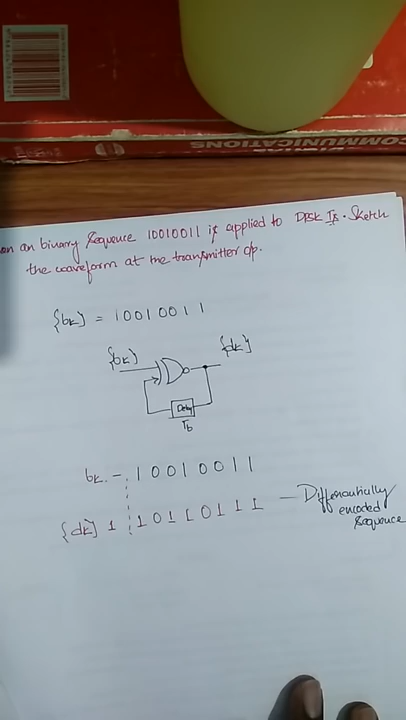 COMMUNICATIONS
an binary sequence 10010011 is applied to DPSK Tx. Sketch
the waveform at the transmitter o/p.
{bk} = 10010011
{bk} {dk}
Delay
Tb
bk - 1 0 0 1 0 0 1 1
{dk} 1 1 0 1 1 0 1 1 1 — Differentially
encoded
sequence